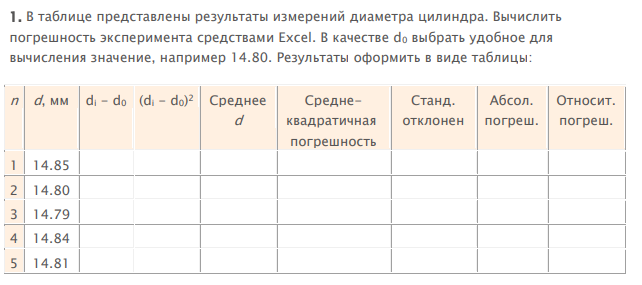 1. В таблице представлены результаты измерений диаметра цилиндра. Вычислить
погрешность эксперимента средствами Excel. В качестве d₀ выбрать удобное для
вычисления значение, например 14.80. Результаты оформить в виде таблицы:
n d, мм dᵢ – d₀ (dᵢ – d₀)² Среднее d Средне–квадратичная погрешность Станд. отклонен Абсол. погреш. Относит. погреш.
1 14.85
2 14.80
3 14.79
4 14.84
5 14.81